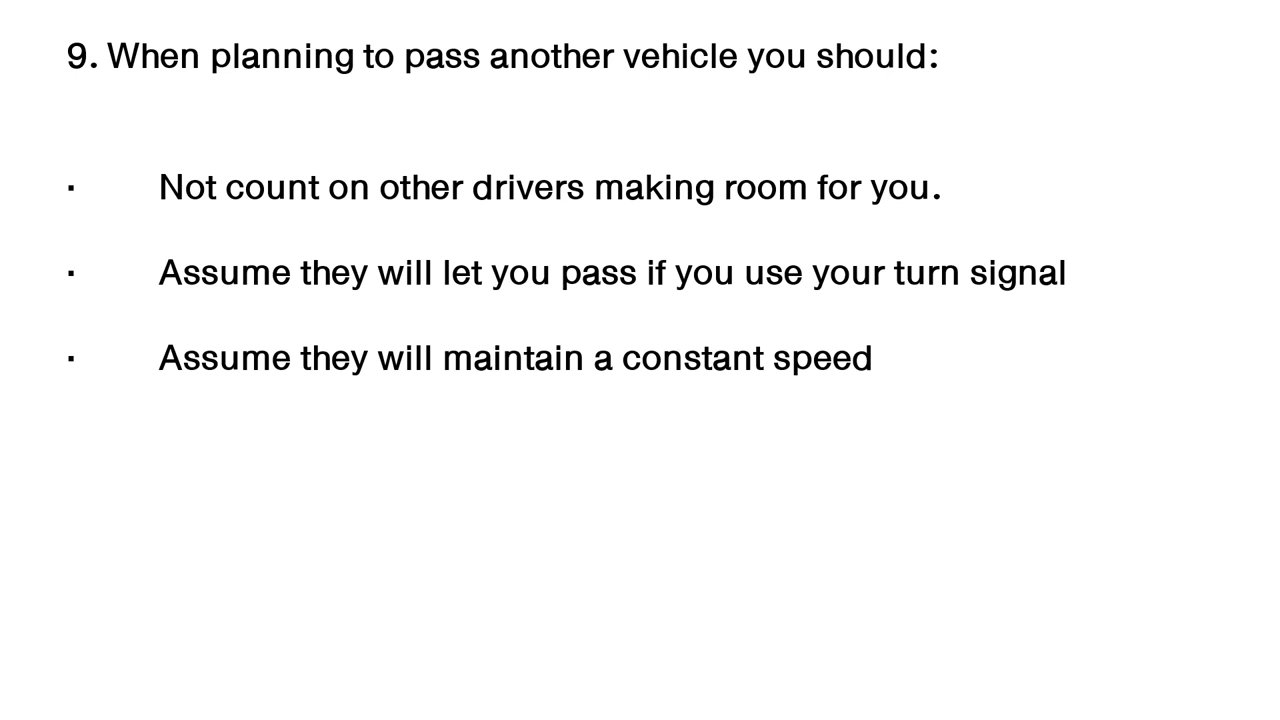 9. When planning to pass another vehicle you should:
· Not count on other drivers making room for you.
· Assume they will let you pass if you use your turn signal
· Assume they will maintain a constant speed